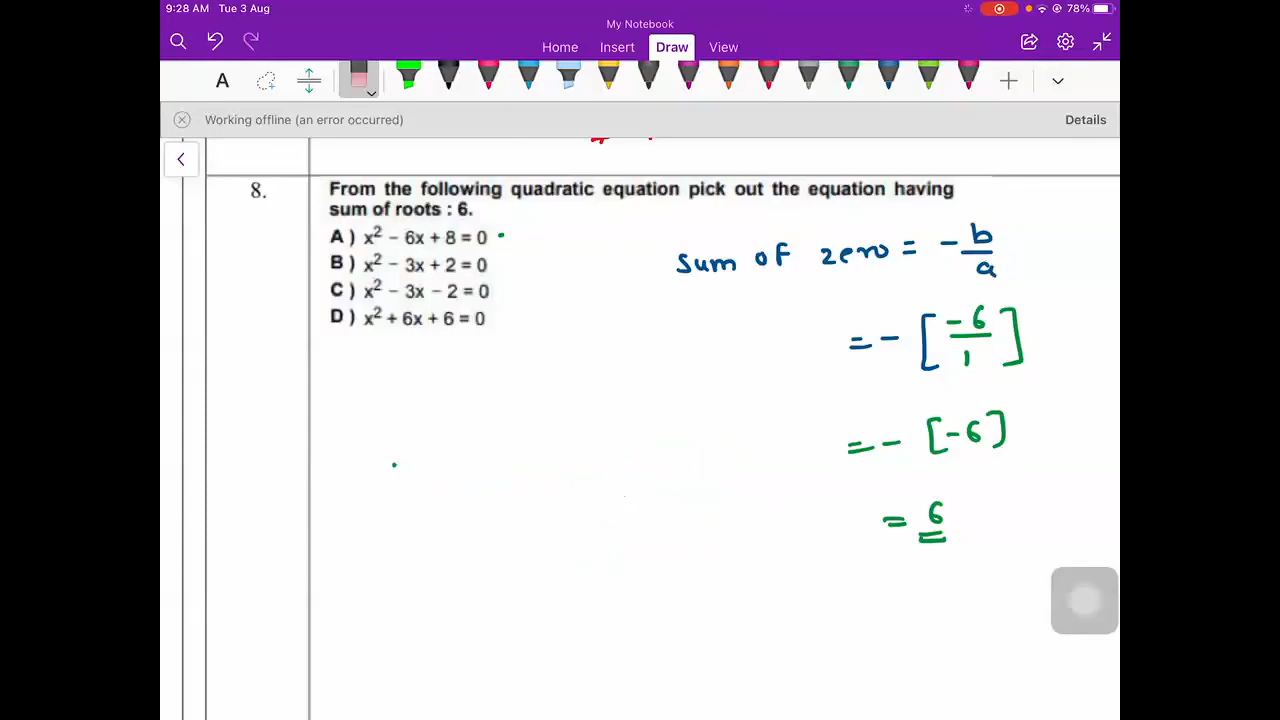 9:28 AM Tue 3 Aug
78%
My Notebook
Home Insert Draw View
A
Working offline (an error occurred)
Details
8.
From the following quadratic equation pick out the equation having
sum of roots : 6.
A ) x² − 6x + 8 = 0
B ) x² − 3x + 2 = 0
C ) x² − 3x − 2 = 0
D ) x² + 6x + 6 = 0
Sum of zero = - b/a
= - [ -6/1 ]
= - [-6]
= 6